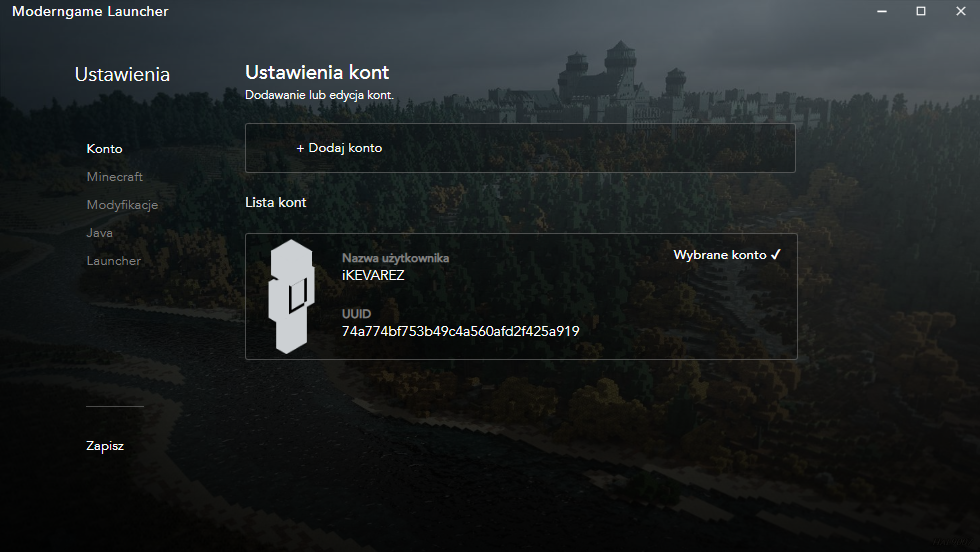 Moderngame Launcher
Ustawienia
Konto
Minecraft
Modyfikacje
Java
Launcher
Zapisz
Ustawienia kont
Dodawanie lub edycja kont.
+ Dodaj konto
Lista kont
Nazwa użytkownika
iKEVAREZ
Wybrane konto ✓
UUID
74a774bf753b49c4a560afd2f425a919